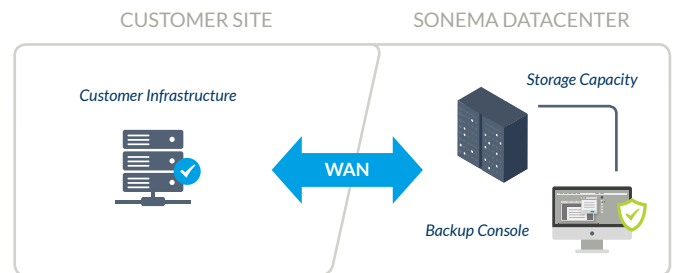 CUSTOMER SITE
SONEMA DATACENTER
Customer Infrastructure
Storage Capacity
WAN
Backup Console